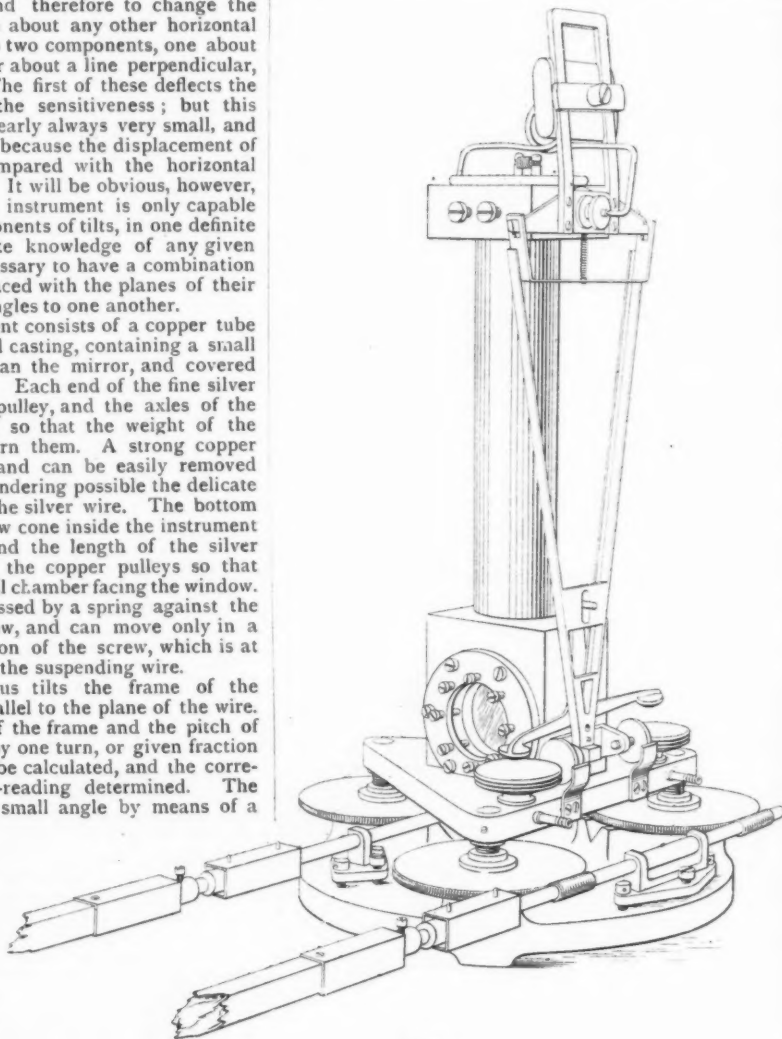 nd therefore to change the
about any other horizontal
two components, one about
r about a line perpendicular,
he first of these deflects the
the sensitiveness; but this
early always very small, and
because the displacement of
mpared with the horizontal
It will be obvious, however,
instrument is only capable
ponents of tilts, in one definite
te knowledge of any given
ssary to have a combination
aced with the planes of their
ngles to one another.
nt consists of a copper tube
l casting, containing a small
an the mirror, and covered
Each end of the fine silver
pulley, and the axles of the
so that the weight of the
rn them. A strong copper
and can be easily removed
ndering possible the delicate
he silver wire. The bottom
w cone inside the instrument
nd the length of the silver
the copper pulleys so that
l chamber facing the window.
ssed by a spring against the
w, and can move only in a
on of the screw, which is at
the suspending wire.
us tilts the frame of the
allel to the plane of the wire.
f the frame and the pitch of
y one turn, or given fraction
be calculated, and the corre-
-reading determined. The
small angle by means of a